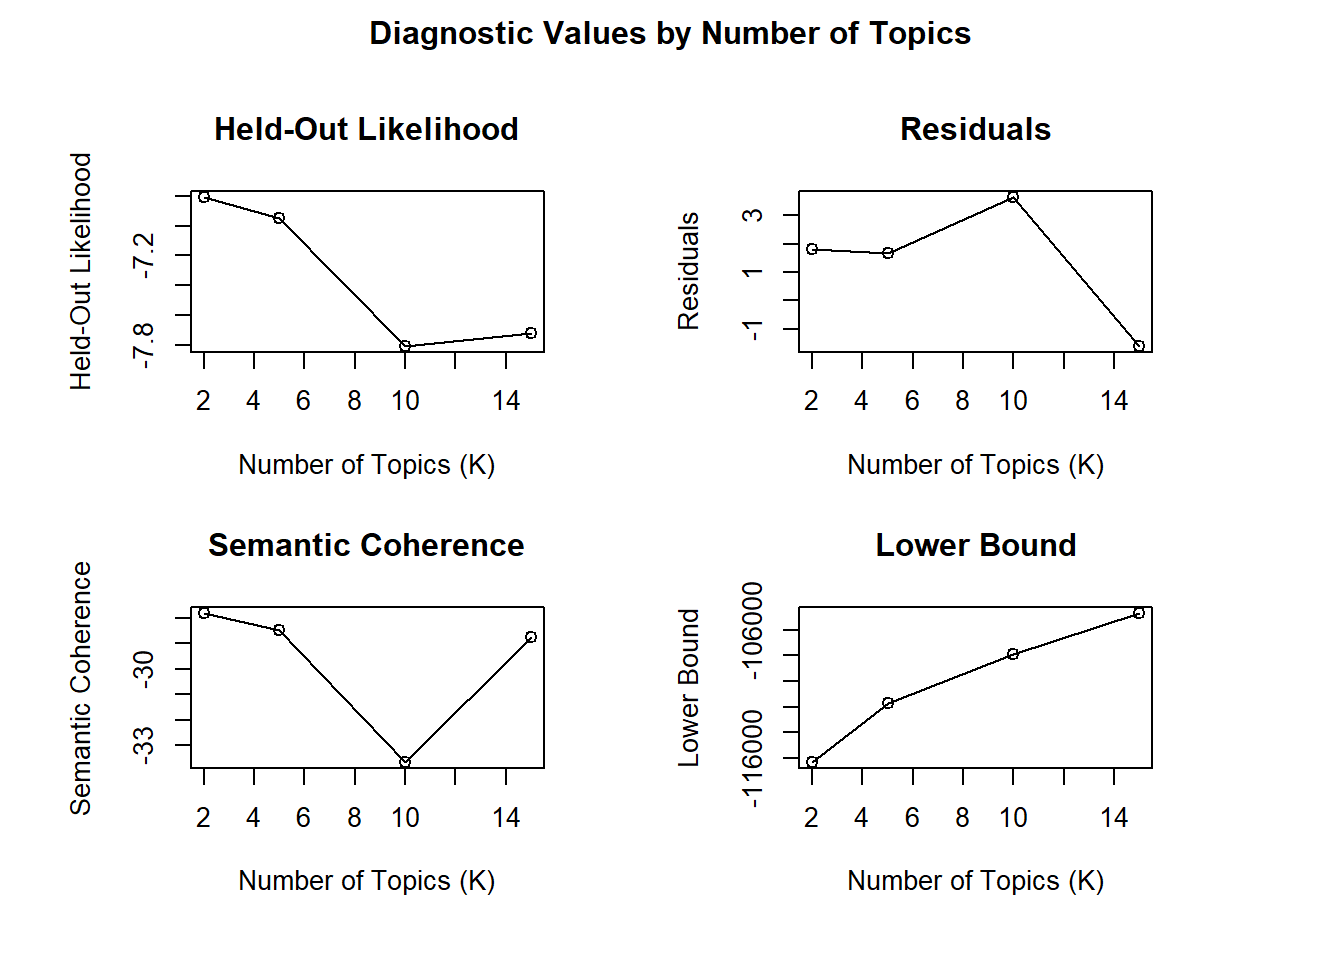 Diagnostic Values by Number of Topics
Held-Out Likelihood
Held-Out Likelihood
-7.2
-7.8
2 4 6 8 10 14
Number of Topics (K)
Residuals
Residuals
3
1
-1
2 4 6 8 10 14
Number of Topics (K)
Semantic Coherence
Semantic Coherence
-30
-33
2 4 6 8 10 14
Number of Topics (K)
Lower Bound
Lower Bound
-106000
-116000
2 4 6 8 10 14
Number of Topics (K)